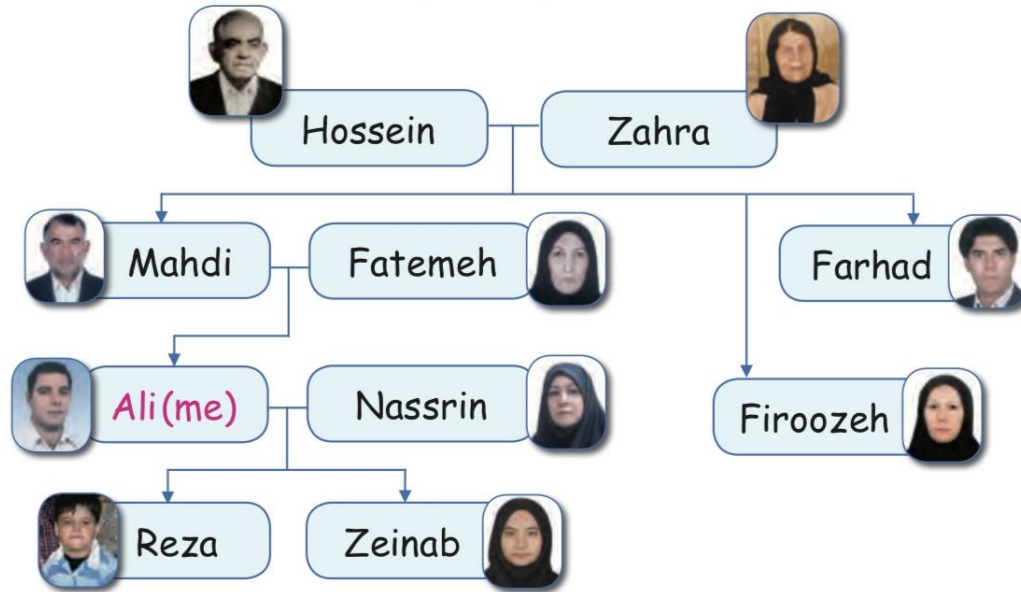 Hossein
Zahra
Mahdi
Fatemeh
Farhad
Ali(me)
Nassrin
Firoozeh
Reza
Zeinab